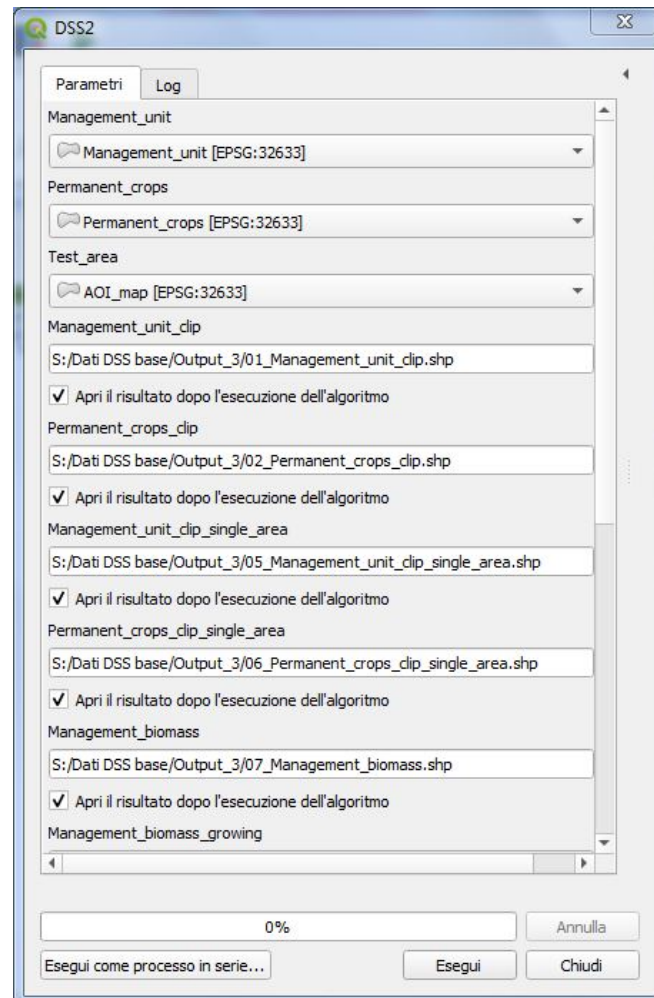 DSS2
Parametri
Log
Management_unit
Management_unit [EPSG:32633]
Permanent_crops
Permanent_crops [EPSG:32633]
Test_area
AOI_map [EPSG:32633]
Management_unit_clip
S:/Dati DSS base/Output_3/01_Management_unit_clip.shp
Apri il risultato dopo l'esecuzione dell'algoritmo
Permanent_crops_clip
S:/Dati DSS base/Output_3/02_Permanent_crops_clip.shp
Apri il risultato dopo l'esecuzione dell'algoritmo
Management_unit_clip_single_area
S:/Dati DSS base/Output_3/05_Management_unit_clip_single_area.shp
Apri il risultato dopo l'esecuzione dell'algoritmo
Permanent_crops_clip_single_area
S:/Dati DSS base/Output_3/06_Permanent_crops_clip_single_area.shp
Apri il risultato dopo l'esecuzione dell'algoritmo
Management_biomass
S:/Dati DSS base/Output_3/07_Management_biomass.shp
Apri il risultato dopo l'esecuzione dell'algoritmo
Management_biomass_growing
0%
Annulla
Esegui come processo in serie...
Esegui
Chiudi